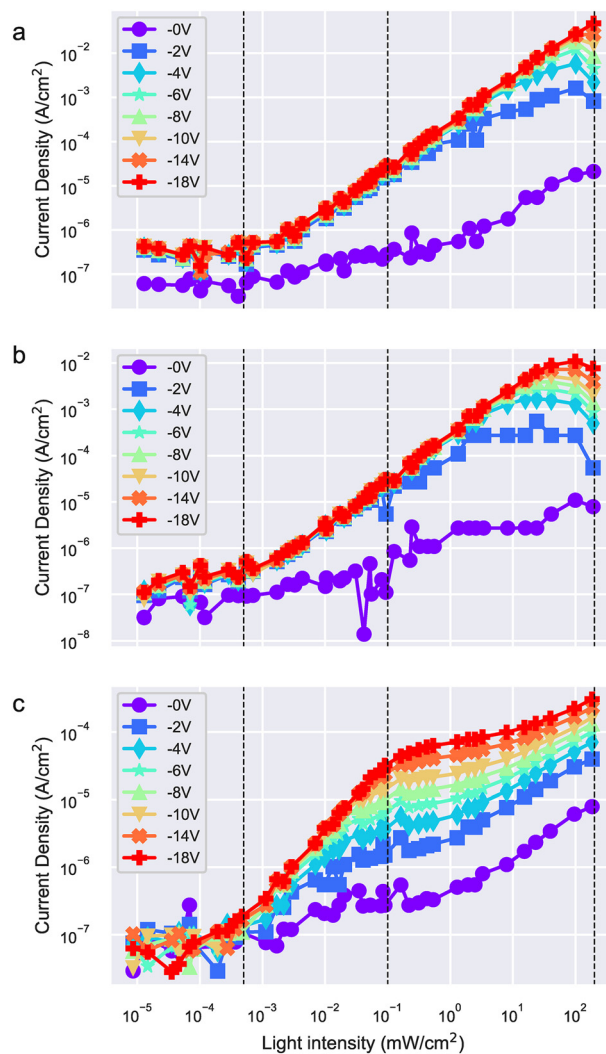 a
-0V
-2V
-4V
-6V
-8V
-10V
-14V
-18V
Current Density (A/cm²)
10⁻²
10⁻³
10⁻⁴
10⁻⁵
10⁻⁶
10⁻⁷
b
-0V
-2V
-4V
-6V
-8V
-10V
-14V
-18V
Current Density (A/cm²)
10⁻²
10⁻³
10⁻⁴
10⁻⁵
10⁻⁶
10⁻⁷
10⁻⁸
c
-0V
-2V
-4V
-6V
-8V
-10V
-14V
-18V
Current Density (A/cm²)
10⁻⁴
10⁻⁵
10⁻⁶
10⁻⁷
10⁻⁵ 10⁻⁴ 10⁻³ 10⁻² 10⁻¹ 10⁰ 10¹ 10²
Light intensity (mW/cm²)